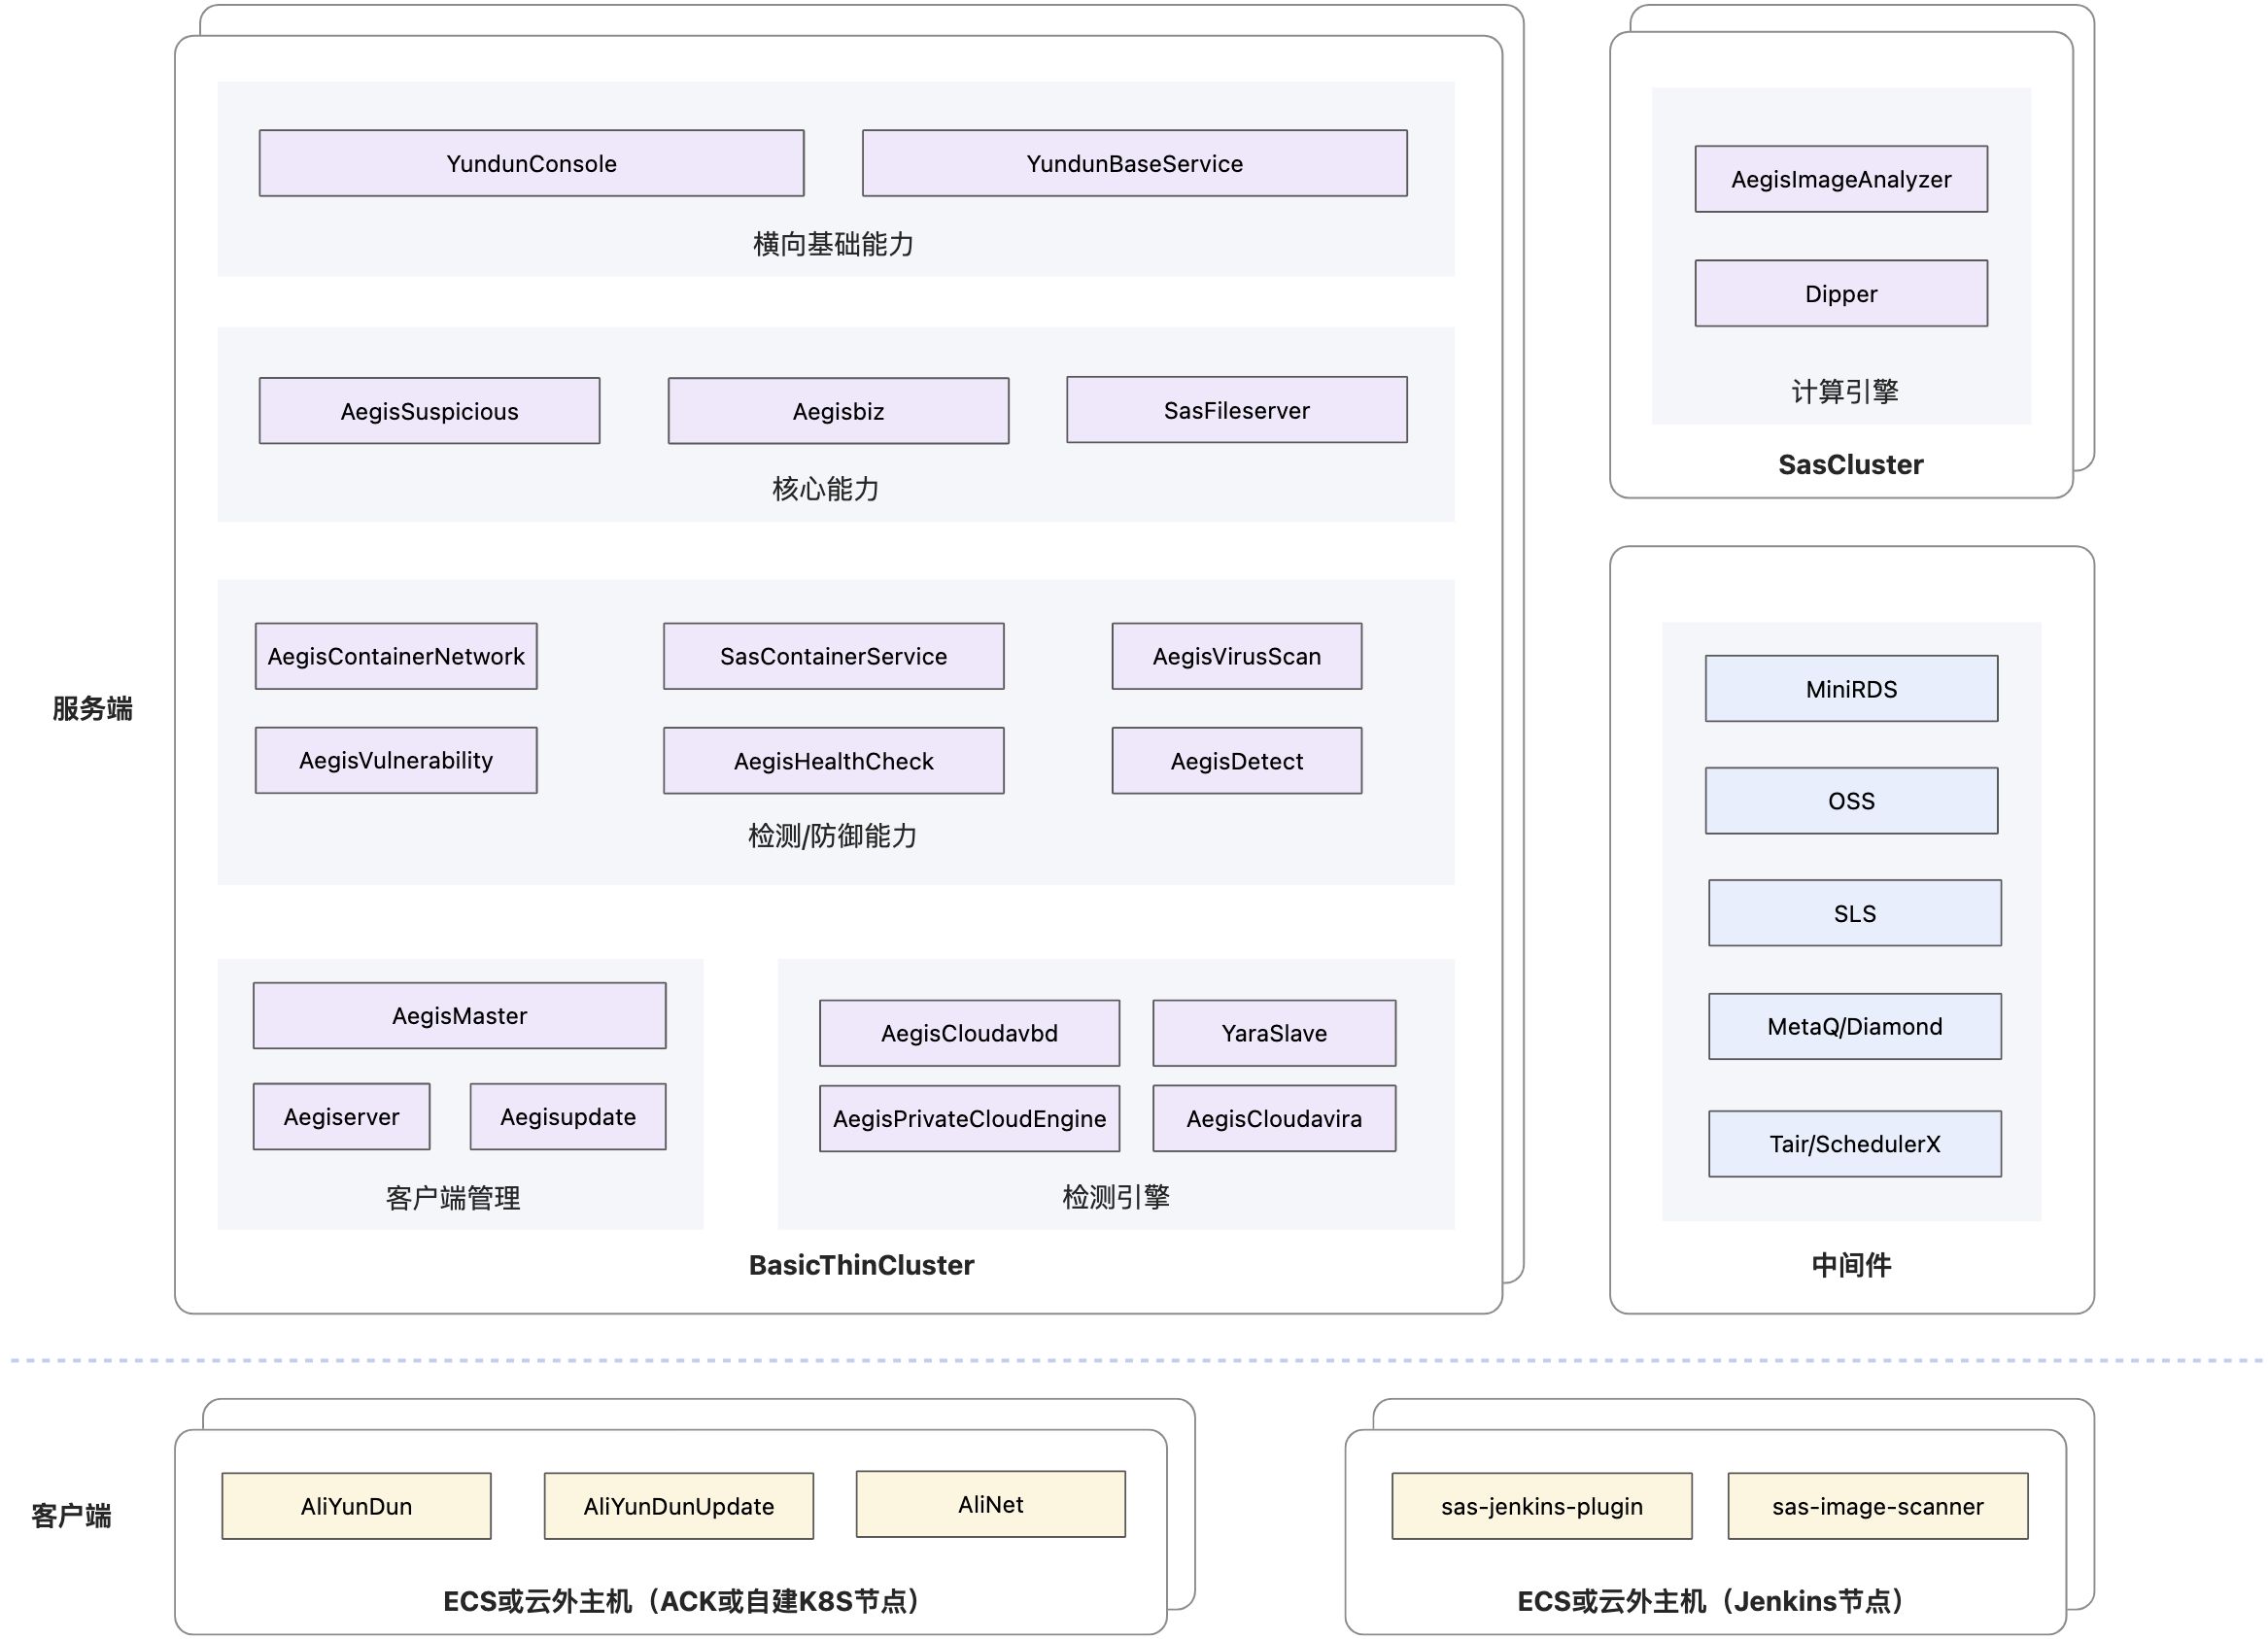 YundunConsole
YundunBaseService
横向基础能力
AegisSuspicious
Aegisbiz
SasFileserver
核心能力
服务端
AegisContainerNetwork
SasContainerService
AegisVirusScan
AegisVulnerability
AegisHealthCheck
AegisDetect
检测/防御能力
AegisMaster
Aegiserver
Aegisupdate
客户端管理
AegisCloudavbd
YaraSlave
AegisPrivateCloudEngine
AegisCloudavira
检测引擎
BasicThinCluster
AegisImageAnalyzer
Dipper
计算引擎
SasCluster
MiniRDS
OSS
SLS
MetaQ/Diamond
Tair/SchedulerX
中间件
客户端
AliYunDun
AliYunDunUpdate
AliNet
ECS或云外主机（ACK或自建K8S节点）
sas-jenkins-plugin
sas-image-scanner
ECS或云外主机（Jenkins节点）